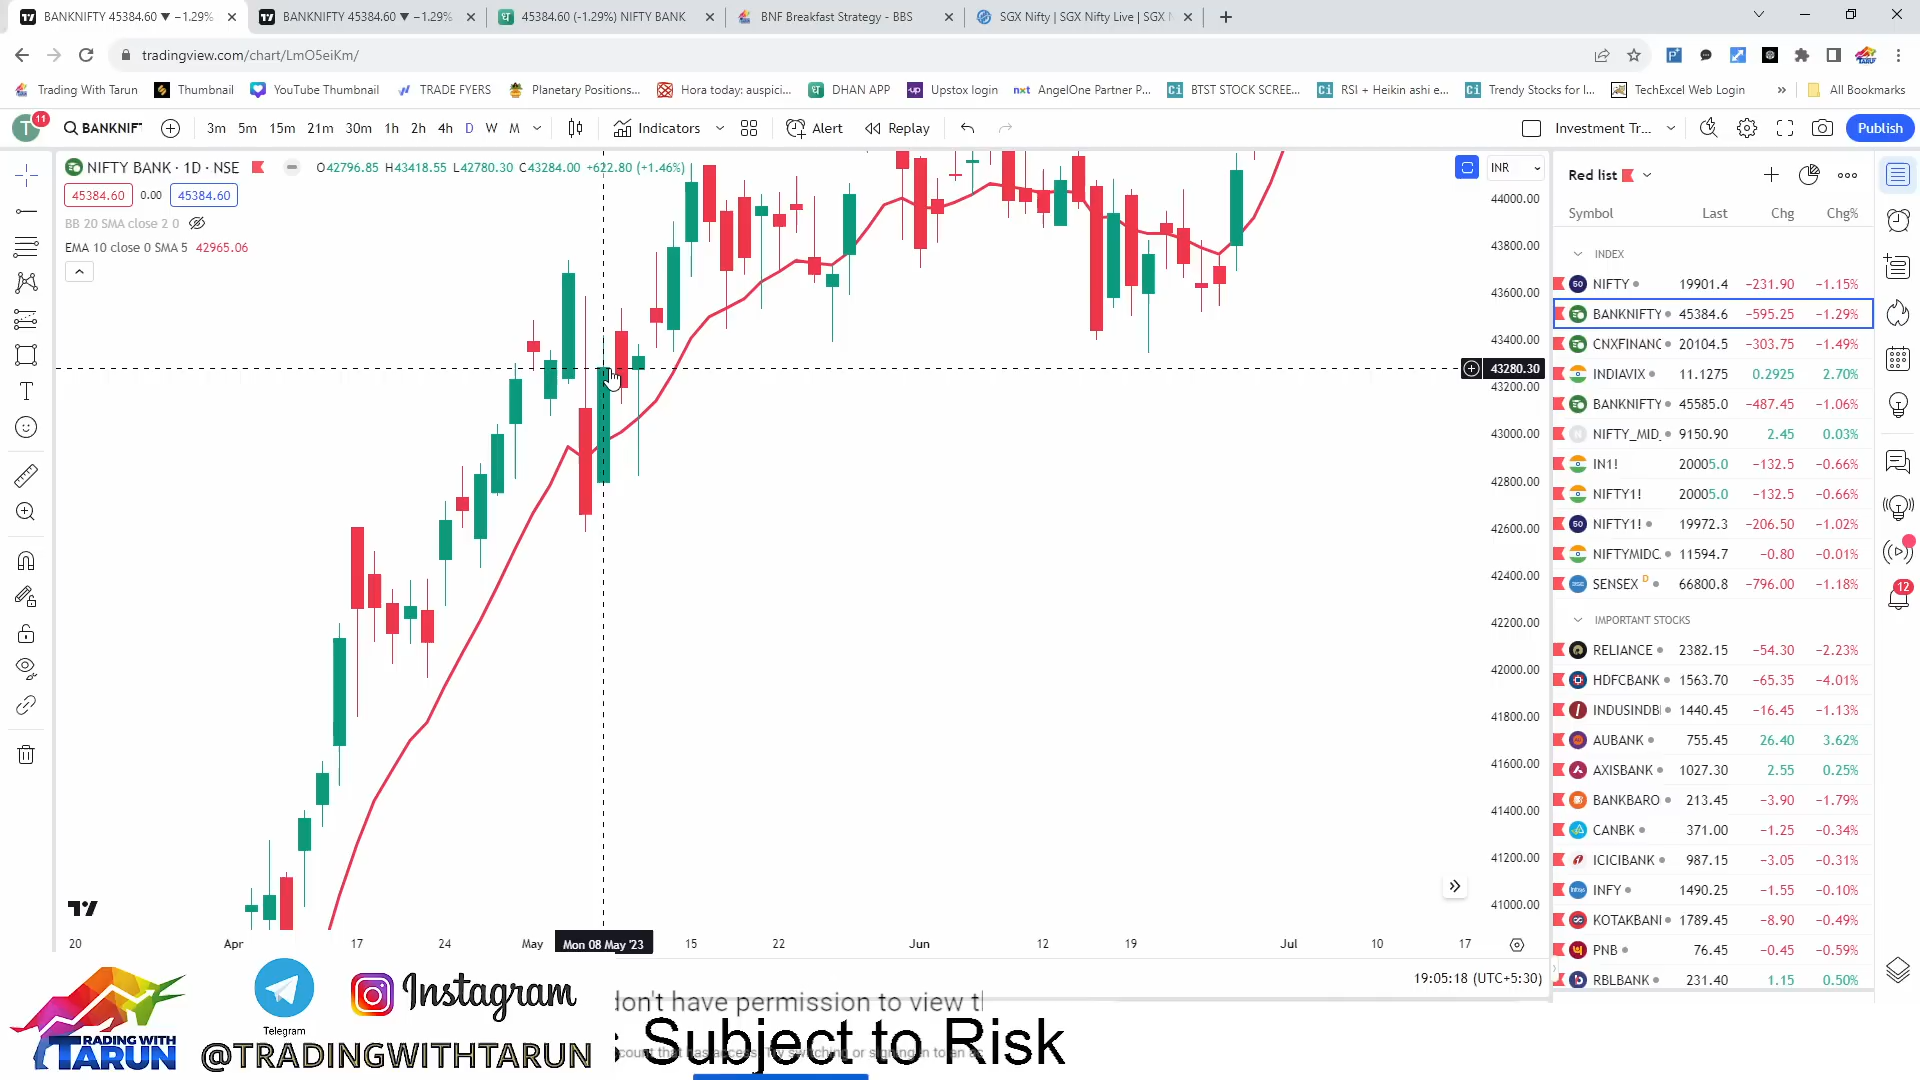 BANKNIFTY 45384.60 ▼ −1.29%
BANKNIFTY 45384.60 ▼ −1.29%
45384.60 (-1.29%) NIFTY BANK
BNF Breakfast Strategy - BBS
SGX Nifty | SGX Nifty Live | SGX
tradingview.com/chart/LmO5eiKm/
Trading With Tarun
Thumbnail
YouTube Thumbnail
TRADE FYERS
Planetary Positions...
Hora today: auspici...
DHAN APP
Upstox login
AngelOne Partner P...
BTST STOCK SCREE...
RSI + Heikin ashi e...
Trendy Stocks for I...
TechExcel Web Login
All Bookmarks
T 11 BANKNIF 3m 5m 15m 21m 30m 1h 2h 4h D W M Indicators Alert Replay Investment Tr... Publish
NIFTY BANK · 1D · NSE O42796.85 H43418.55 L42780.30 C43284.00 +622.80 (+1.46%) INR
45384.60 0.00 45384.60
BB 20 SMA close 2 0
EMA 10 close 0 SMA 5 42965.06
44000.00
43800.00
43600.00
43400.00
43280.30
43200.00
43000.00
42800.00
42600.00
42400.00
42200.00
42000.00
41800.00
41600.00
41400.00
41200.00
41000.00
20 Apr 17 24 May Mon 08 May '23 15 22 Jun 12 19 Jul 10 17
19:05:18 (UTC+5:30)
Red list
Symbol Last Chg Chg%
INDEX
NIFTY 19901.4 −231.90 −1.15%
BANKNIFTY 45384.6 −595.25 −1.29%
CNXFINANC 20104.5 −303.75 −1.49%
INDIAVIX 11.1275 0.2925 2.70%
BANKNIFTY 45585.0 −487.45 −1.06%
NIFTY_MID_ 9150.90 2.45 0.03%
IN1! 20005.0 −132.5 −0.66%
NIFTY1! 20005.0 −132.5 −0.66%
NIFTY1! 19972.3 −206.50 −1.02%
NIFTYMIDC 11594.7 −0.80 −0.01%
SENSEX D 66800.8 −796.00 −1.18%
IMPORTANT STOCKS
RELIANCE 2382.15 −54.30 −2.23%
HDFCBANK 1563.70 −65.35 −4.01%
INDUSINDB 1440.45 −16.45 −1.13%
AUBANK 755.45 26.40 3.62%
AXISBANK 1027.30 2.55 0.25%
BANKBARO 213.45 −3.90 −1.79%
CANBK 371.00 −1.25 −0.34%
ICICIBANK 987.15 −3.05 −0.31%
INFY 1490.25 −1.55 −0.10%
KOTAKBANI 1789.45 −8.90 −0.49%
PNB 76.45 −0.45 −0.59%
RBLBANK 231.40 1.15 0.50%
12
TRADING WITH
TARUN
Telegram
Instagram
@TRADINGWITHTARUN
don't have permission to view
Subject to Risk